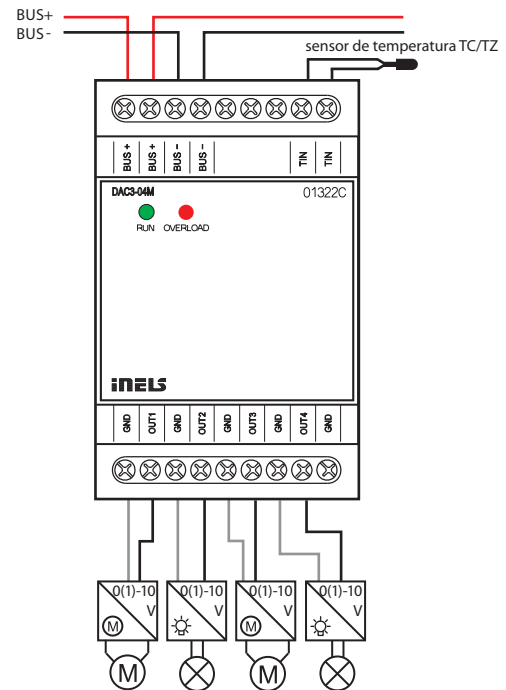 BUS+
BUS-
sensor de temperatura TC/TZ
BUS + BUS + BUS - BUS - TIN TIN
DAC3-04M 01322C
RUN OVERLOAD
iNELS
GND OUT1 GND OUT2 GND OUT3 GND OUT4 GND
0(1)-10 0(1)-10 0(1)-10 0(1)-10
V V V V
M M
M M